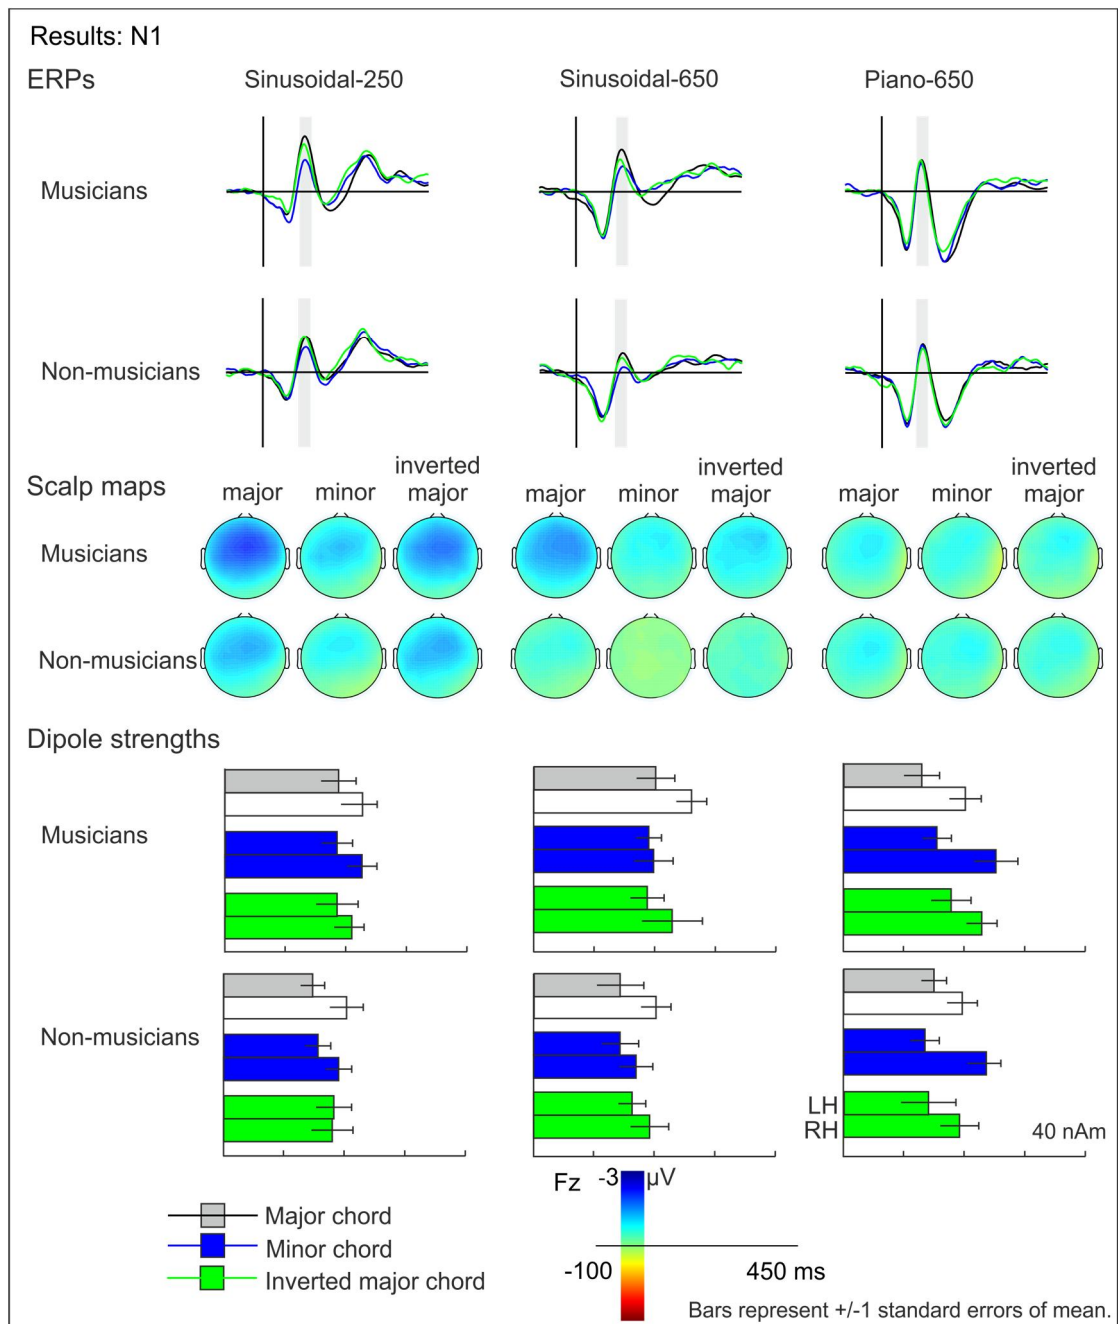 Results: N1
ERPs
Sinusoidal-250 Sinusoidal-650 Piano-650
Musicians
Non-musicians
Scalp maps
major minor inverted major major minor inverted major major minor inverted major
Musicians
Non-musicians
Dipole strengths
Musicians
Non-musicians
LH
RH
40 nAm
Fz -3 µV
Major chord
Minor chord
Inverted major chord
-100 450 ms
Bars represent +/-1 standard errors of mean.